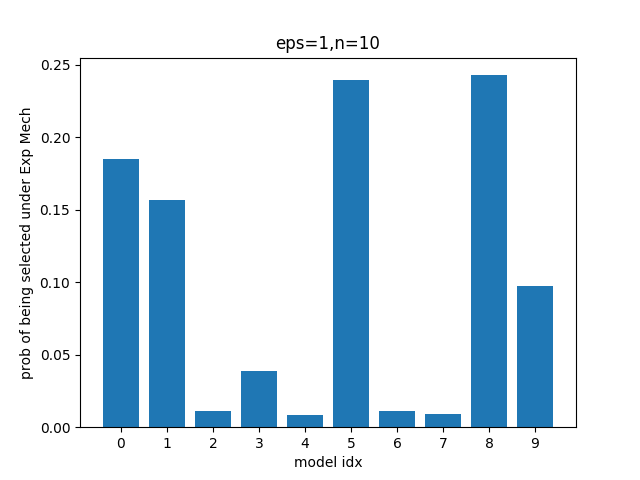 eps=1,n=10
prob of being selected under Exp Mech
0.25
0.20
0.15
0.10
0.05
0.00
0 1 2 3 4 5 6 7 8 9
model idx